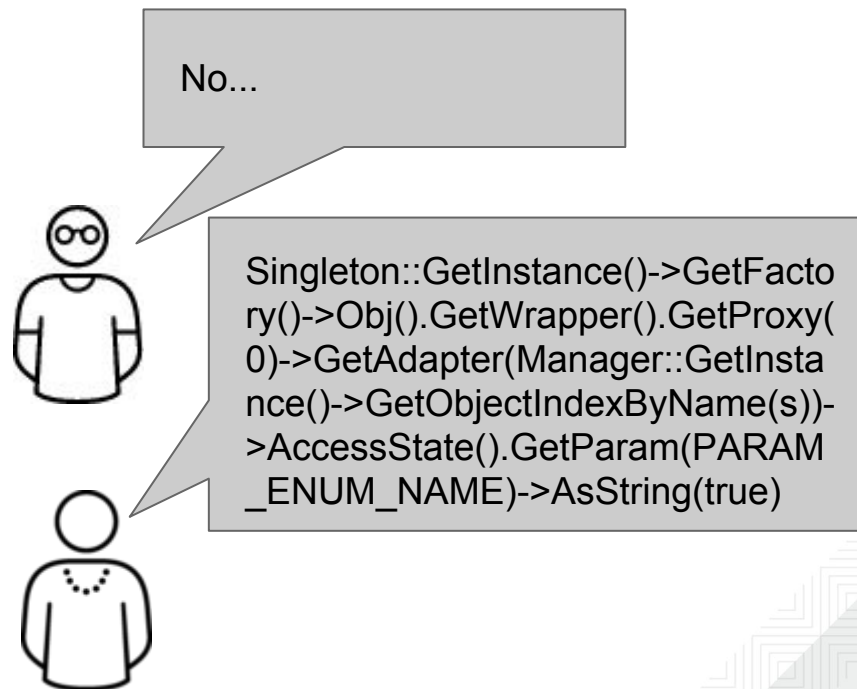 No...
Singleton::GetInstance()->GetFacto
ry()->Obj().GetWrapper().GetProxy(
0)->GetAdapter(Manager::GetInsta
nce()->GetObjectIndexByName(s))-
>AccessState().GetParam(PARAM
_ENUM_NAME)->AsString(true)